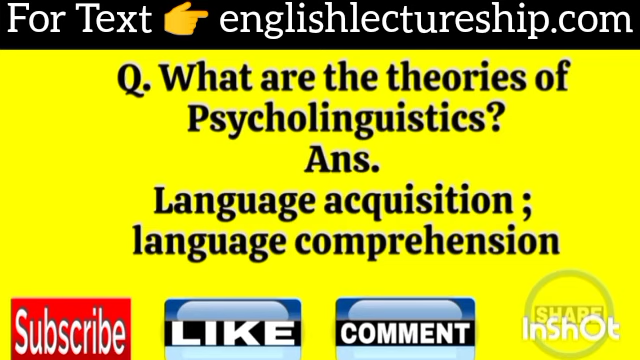 For Text 👉 englishlectureship.com
Q. What are the theories of
Psycholinguistics?
Ans.
Language acquisition ;
language comprehension
Subscribe
LIKE
COMMENT
SHARE
InShOt